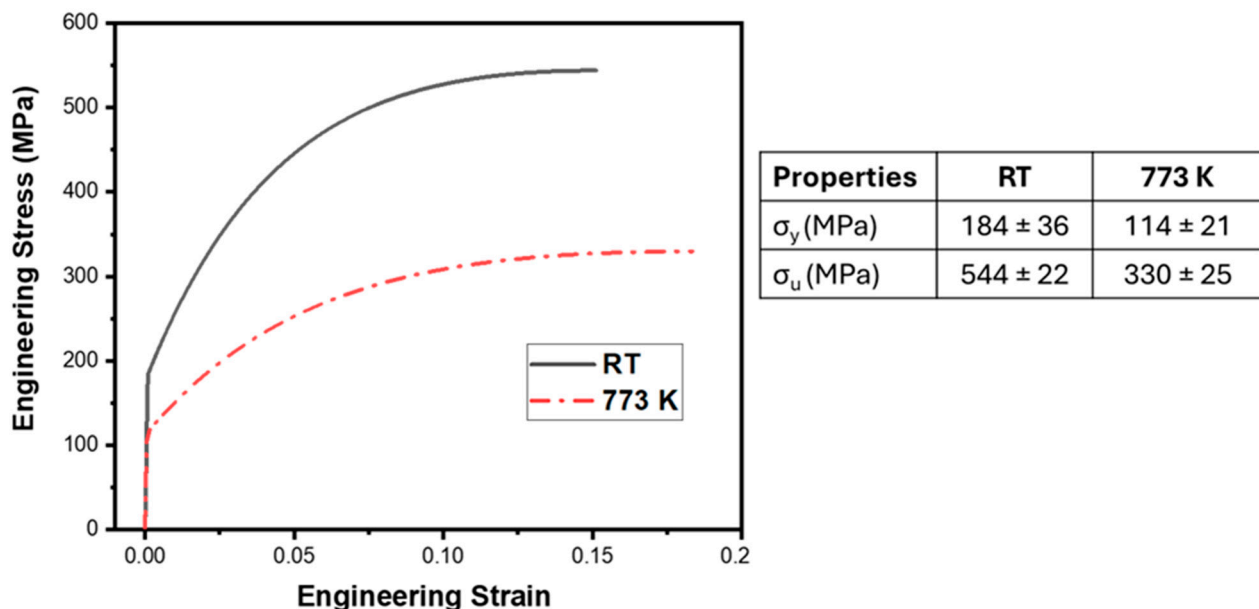 600
500
400
300
200
100
0
Engineering Stress (MPa)
0.00
0.05
0.10
0.15
0.2
Engineering Strain
RT
773 K
Properties RT 773 K
σy (MPa) 184 ± 36 114 ± 21
σu (MPa) 544 ± 22 330 ± 25